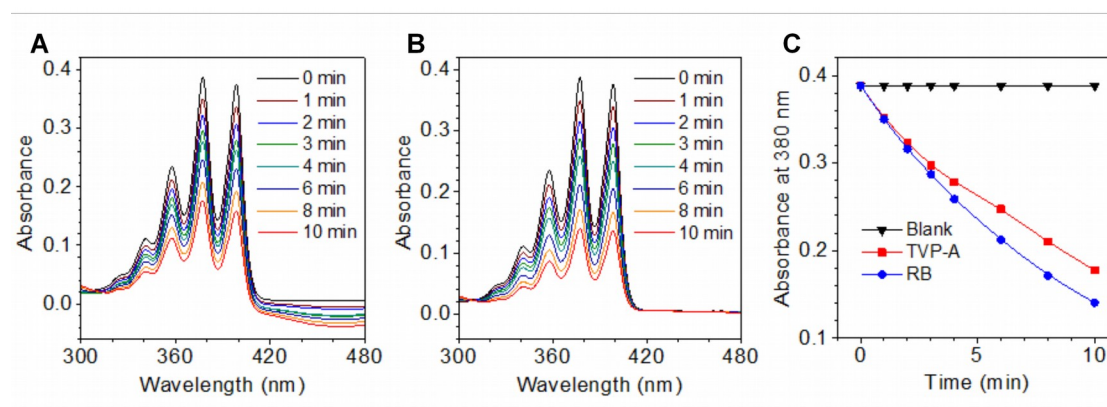 A
0.4
0.3
0.2
0.1
0.0
Absorbance
0 min
1 min
2 min
3 min
4 min
6 min
8 min
10 min
300
360
420
480
Wavelength (nm)
B
0.4
0.3
0.2
0.1
0.0
Absorbance
0 min
1 min
2 min
3 min
4 min
6 min
8 min
10 min
300
360
420
480
Wavelength (nm)
C
0.4
0.3
0.2
0.1
Absorbance at 380 nm
Blank
TVP-A
RB
0
5
10
Time (min)